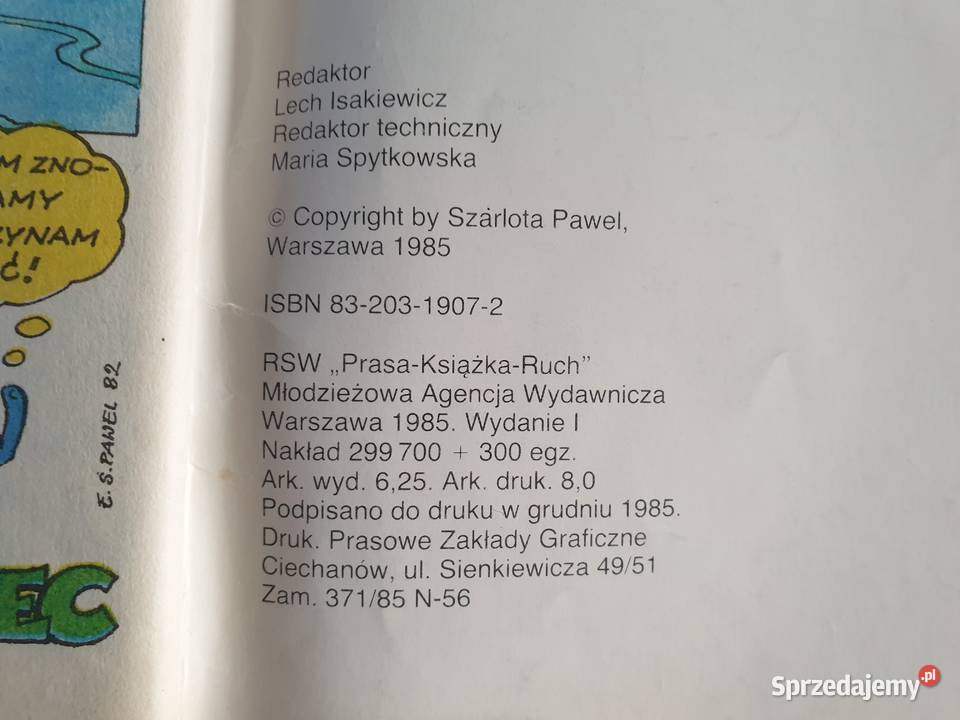 M ZNO-
AMY
ZYNAM
Ć!
E.Ś.PAWEL 82
EC
Redaktor
Lech Isakiewicz
Redaktor techniczny
Maria Spytkowska
© Copyright by Szarlota Pawel,
Warszawa 1985
ISBN 83-203-1907-2
RSW „Prasa-Książka-Ruch”
Młodzieżowa Agencja Wydawnicza
Warszawa 1985. Wydanie I
Nakład 299 700 + 300 egz.
Ark. wyd. 6,25. Ark. druk. 8,0
Podpisano do druku w grudniu 1985.
Druk. Prasowe Zakłady Graficzne
Ciechanów, ul. Sienkiewicza 49/51
Zam. 371/85 N-56
Sprzedajemy.pl